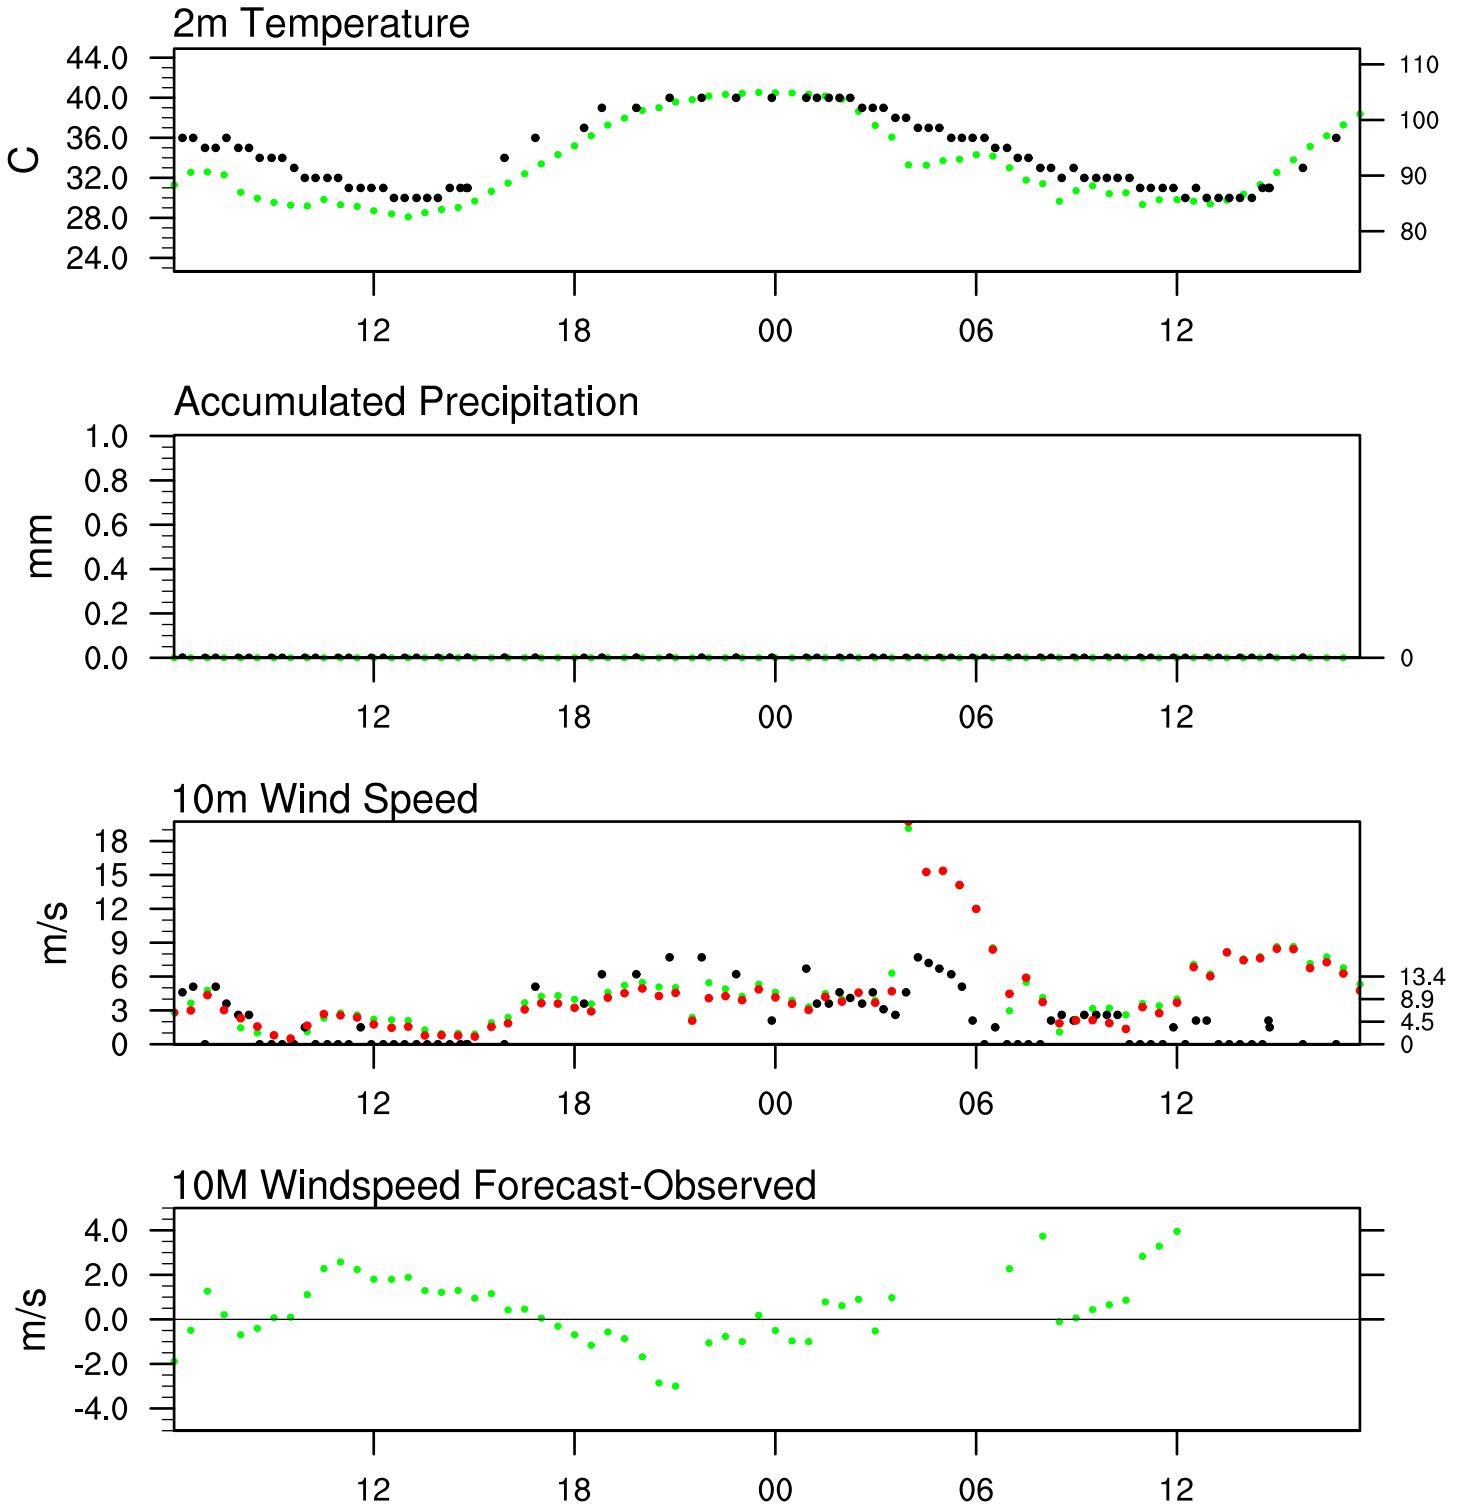 2m Temperature
44.0
40.0
36.0
32.0
28.0
24.0
C
110
100
90
80
12 18 00 06 12
Accumulated Precipitation
1.0
0.8
0.6
0.4
0.2
0.0
mm
0
12 18 00 06 12
10m Wind Speed
18
15
12
9
6
3
0
m/s
13.4
8.9
4.5
0
12 18 00 06 12
10M Windspeed Forecast-Observed
4.0
2.0
0.0
-2.0
-4.0
m/s
12 18 00 06 12